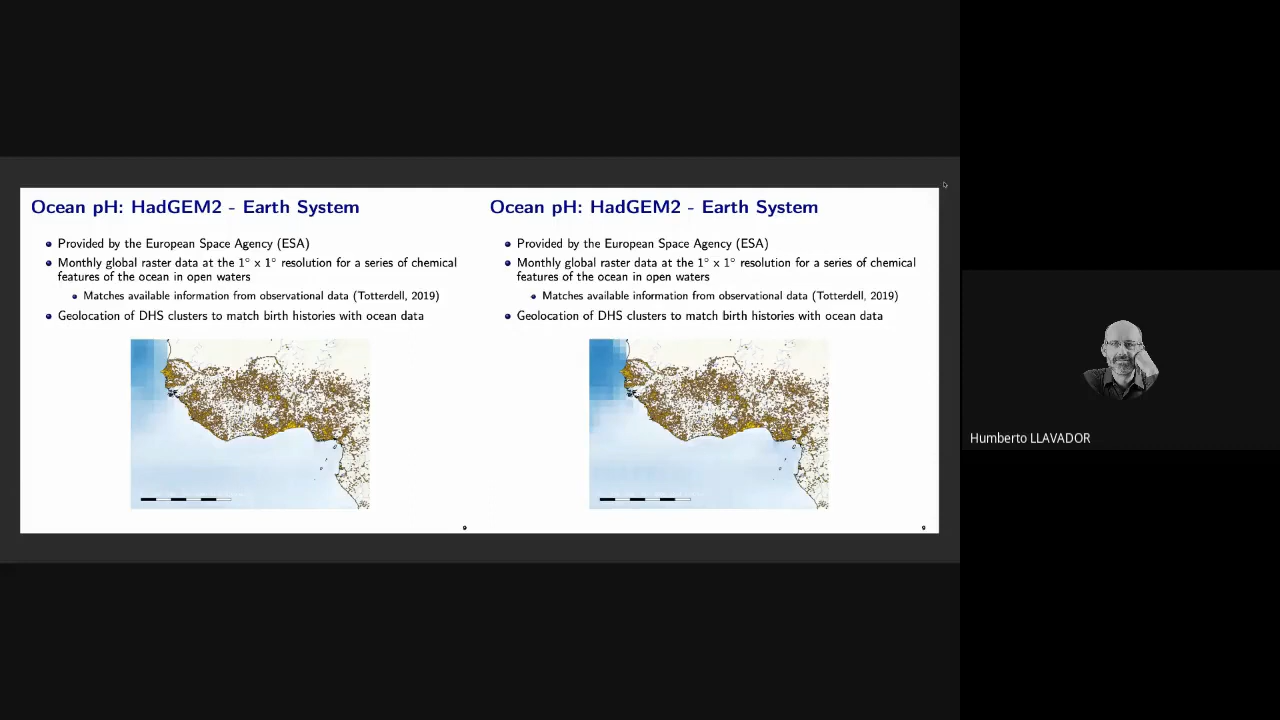 Ocean pH: HadGEM2 - Earth System
Provided by the European Space Agency (ESA)
Monthly global raster data at the 1° x 1° resolution for a series of chemical
features of the ocean in open waters
Matches available information from observational data (Totterdell, 2019)
Geolocation of DHS clusters to match birth histories with ocean data
Ocean pH: HadGEM2 - Earth System
Provided by the European Space Agency (ESA)
Monthly global raster data at the 1° x 1° resolution for a series of chemical
features of the ocean in open waters
Matches available information from observational data (Totterdell, 2019)
Geolocation of DHS clusters to match birth histories with ocean data
Humberto LLAVADOR